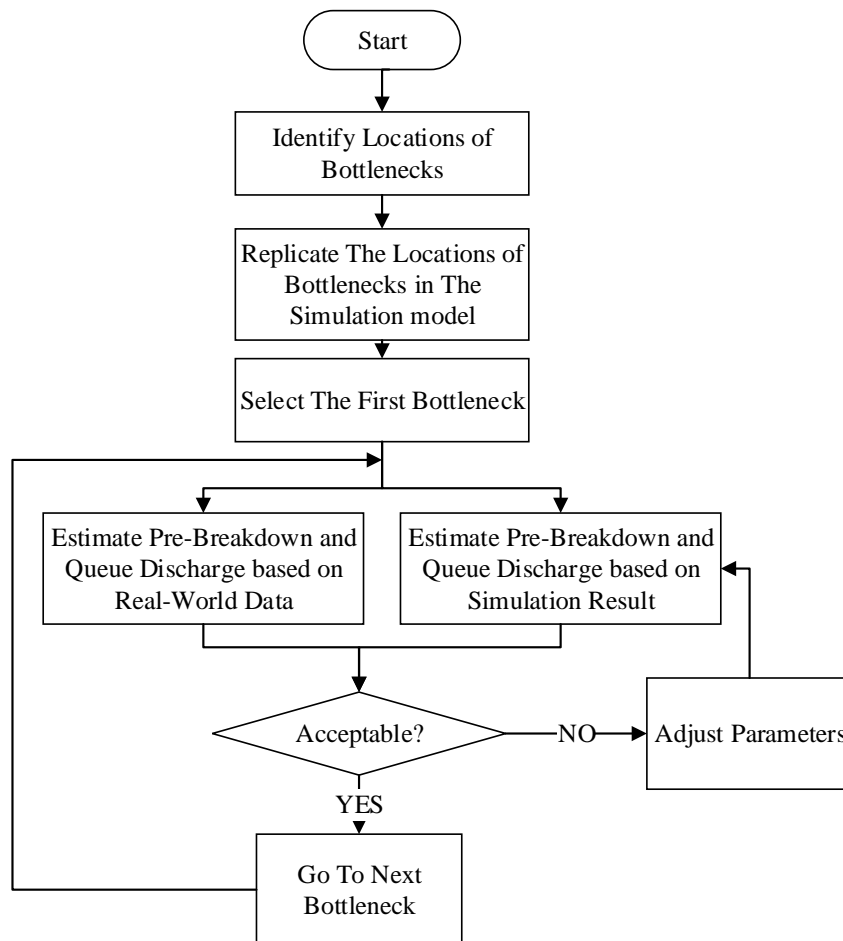 Start
Identify Locations of
Bottlenecks
Replicate The Locations of
Bottlenecks in The
Simulation model
Select The First Bottleneck
Estimate Pre-Breakdown and
Queue Discharge based on
Real-World Data
Estimate Pre-Breakdown and
Queue Discharge based on
Simulation Result
Acceptable?
NO
Adjust Parameters
YES
Go To Next
Bottleneck